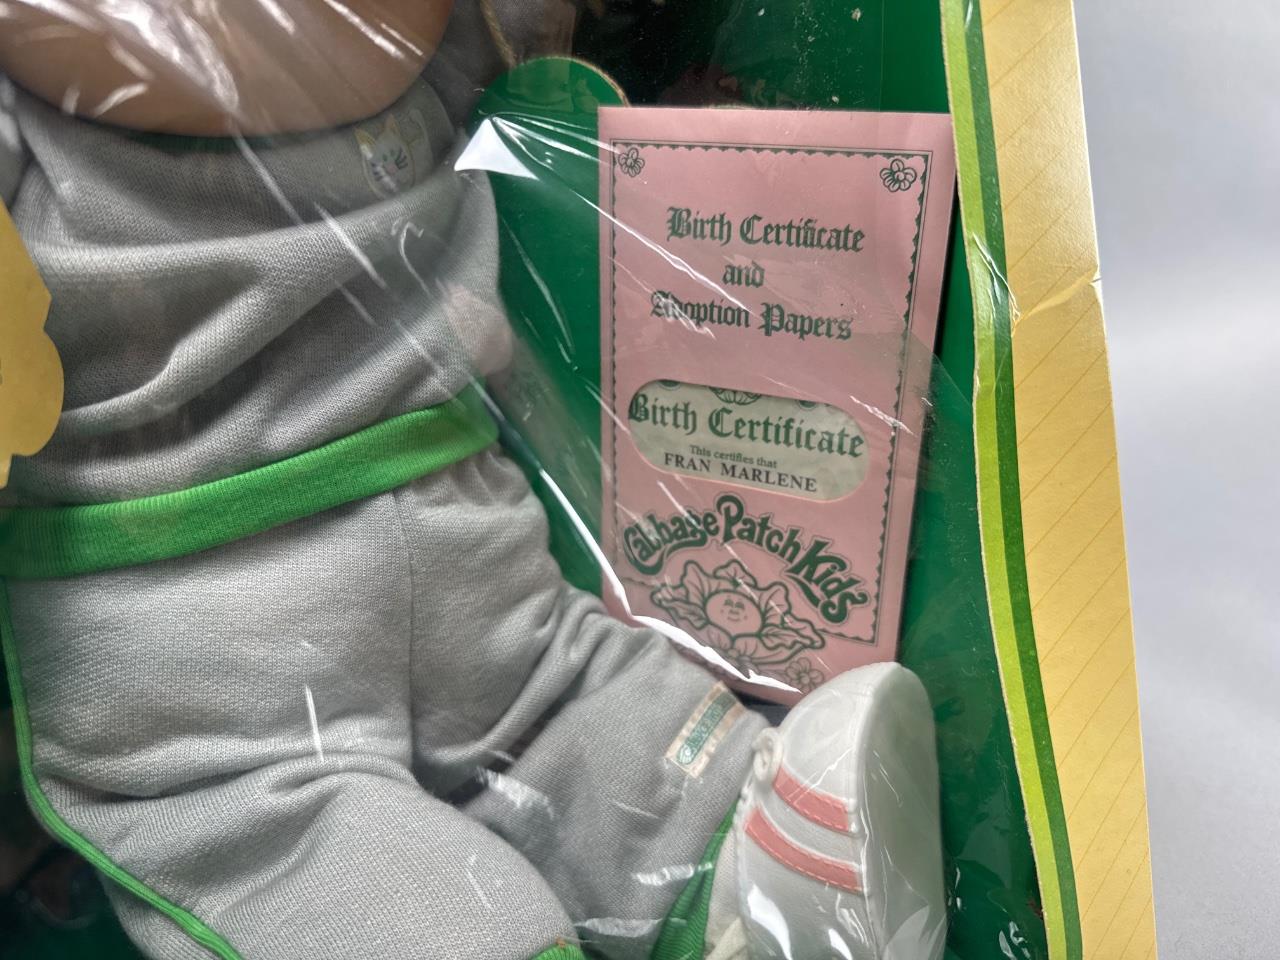 Birth Certificate
and
Adoption Papers
Birth Certificate
This certifies that
FRAN MARLENE
Cabbage Patch Kids